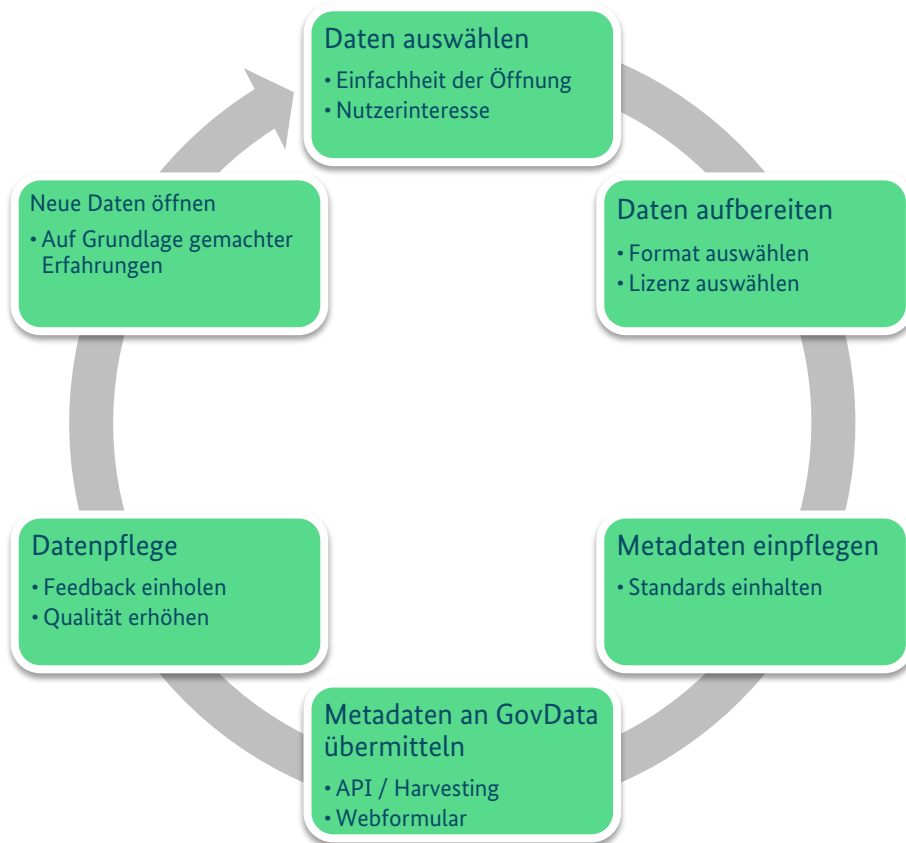 Daten auswählen
• Einfachheit der Öffnung
• Nutzerinteresse
Daten aufbereiten
• Format auswählen
• Lizenz auswählen
Metadaten einpflegen
• Standards einhalten
Metadaten an GovData
übermitteln
• API / Harvesting
• Webformular
Datenpflege
• Feedback einholen
• Qualität erhöhen
Neue Daten öffnen
• Auf Grundlage gemachter
Erfahrungen